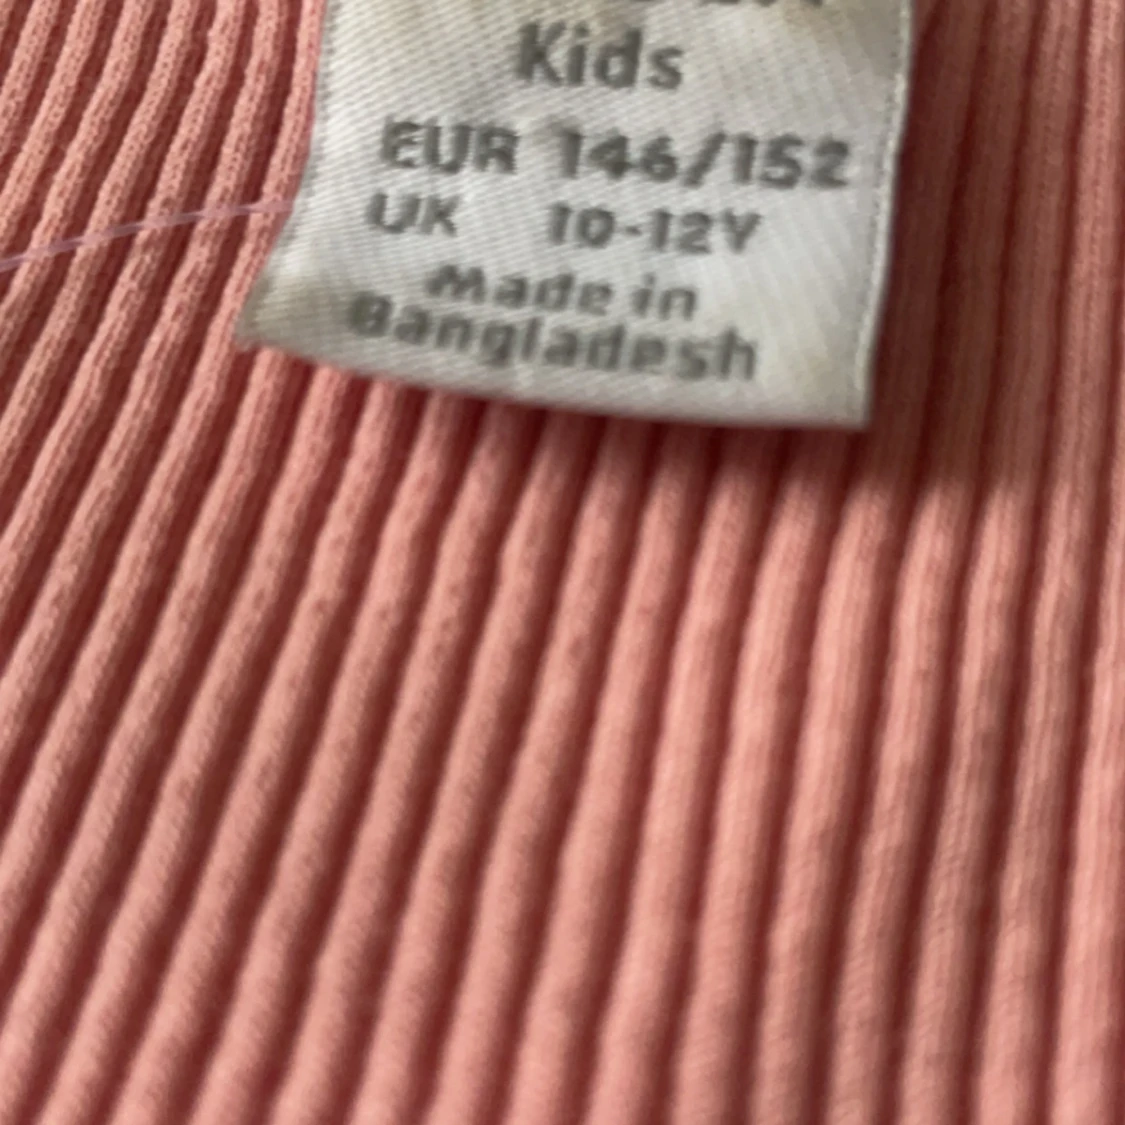 Kids
EUR 146/152
UK 10-12Y
Made in
Bangladesh